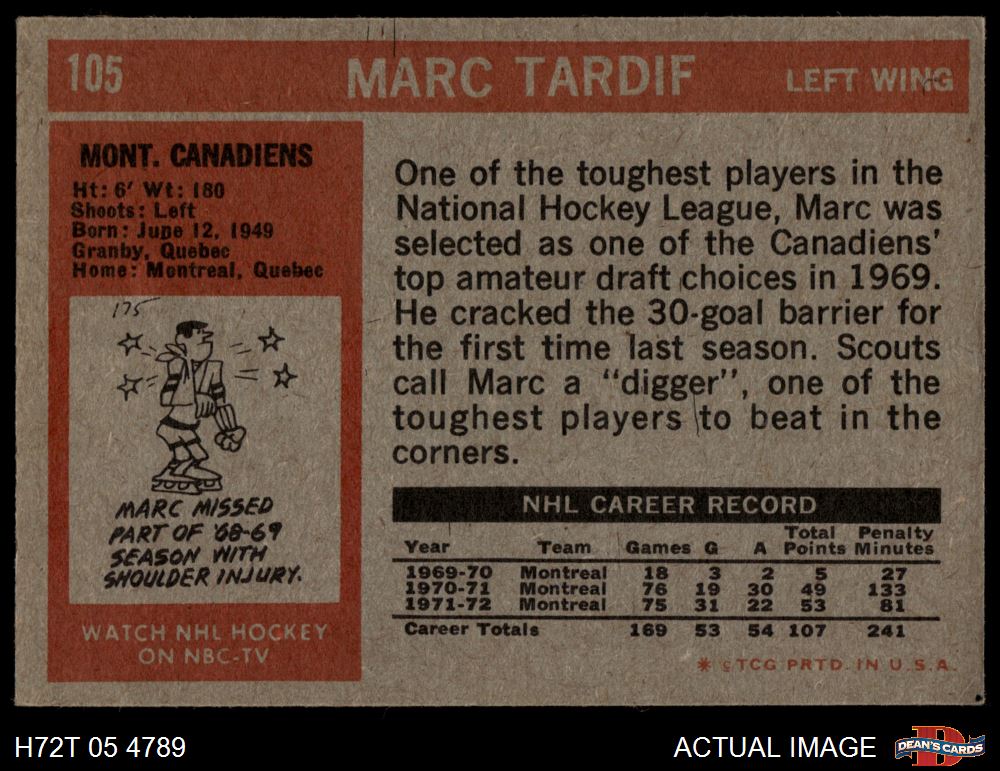 105 MARC TARDIF LEFT WING
MONT. CANADIENS
Ht: 6' Wt: 180
Shoots: Left
Born: June 12, 1949
Granby, Quebec
Home: Montreal, Quebec
175
MARC MISSED
PART OF '68-69
SEASON WITH
SHOULDER INJURY.
WATCH NHL HOCKEY
ON NBC-TV
One of the toughest players in the
National Hockey League, Marc was
selected as one of the Canadiens'
top amateur draft choices in 1969.
He cracked the 30-goal barrier for
the first time last season. Scouts
call Marc a "digger", one of the
toughest players to beat in the
corners.
NHL CAREER RECORD
Year Team Games G A Total Points Penalty Minutes
1969-70 Montreal 18 3 2 5 27
1970-71 Montreal 76 19 30 49 133
1971-72 Montreal 75 31 22 53 81
Career Totals 169 53 54 107 241
* © TCG PRTD. IN U.S.A.
H72T 05 4789
ACTUAL IMAGE
DEAN'S CARDS